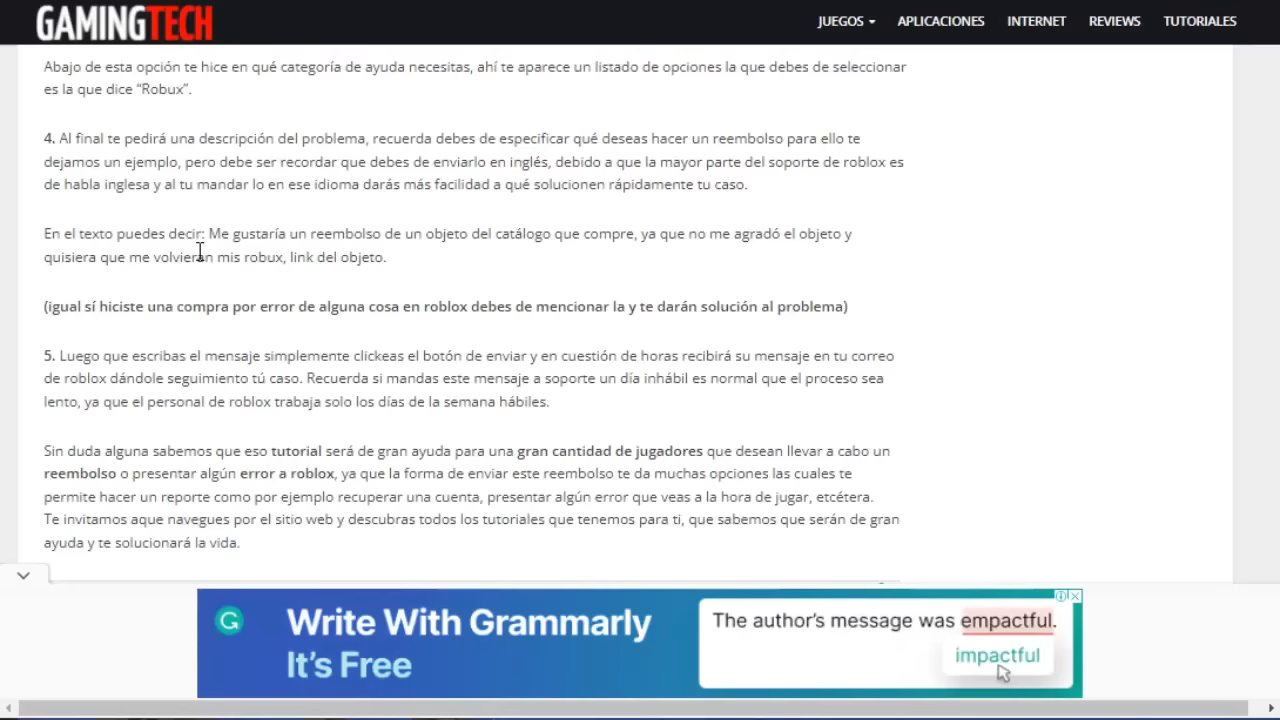 GAMINGTECH
JUEGOS APLICACIONES INTERNET REVIEWS TUTORIALES
Abajo de esta opción te hice en qué categoría de ayuda necesitas, ahí te aparece un listado de opciones la que debes de seleccionar
es la que dice “Robux”.
4. Al final te pedirá una descripción del problema, recuerda debes de especificar qué deseas hacer un reembolso para ello te
dejamos un ejemplo, pero debe ser recordar que debes de enviarlo en inglés, debido a que la mayor parte del soporte de roblox es
de habla inglesa y al tu mandar lo en ese idioma darás más facilidad a qué solucionen rápidamente tu caso.
En el texto puedes decir: Me gustaría un reembolso de un objeto del catálogo que compre, ya que no me agradó el objeto y
quisiera que me volvieran mis robux, link del objeto.
(igual sí hiciste una compra por error de alguna cosa en roblox debes de mencionar la y te darán solución al problema)
5. Luego que escribas el mensaje simplemente clickeas el botón de enviar y en cuestión de horas recibirá su mensaje en tu correo
de roblox dándole seguimiento tú caso. Recuerda si mandas este mensaje a soporte un día inhábil es normal que el proceso sea
lento, ya que el personal de roblox trabaja solo los días de la semana hábiles.
Sin duda alguna sabemos que eso tutorial será de gran ayuda para una gran cantidad de jugadores que desean llevar a cabo un
reembolso o presentar algún error a roblox, ya que la forma de enviar este reembolso te da muchas opciones las cuales te
permite hacer un reporte como por ejemplo recuperar una cuenta, presentar algún error que veas a la hora de jugar, etcétera.
Te invitamos aque navegues por el sitio web y descubras todos los tutoriales que tenemos para ti, que sabemos que serán de gran
ayuda y te solucionará la vida.
Write With Grammarly
It's Free
The author's message was empactful.
impactful